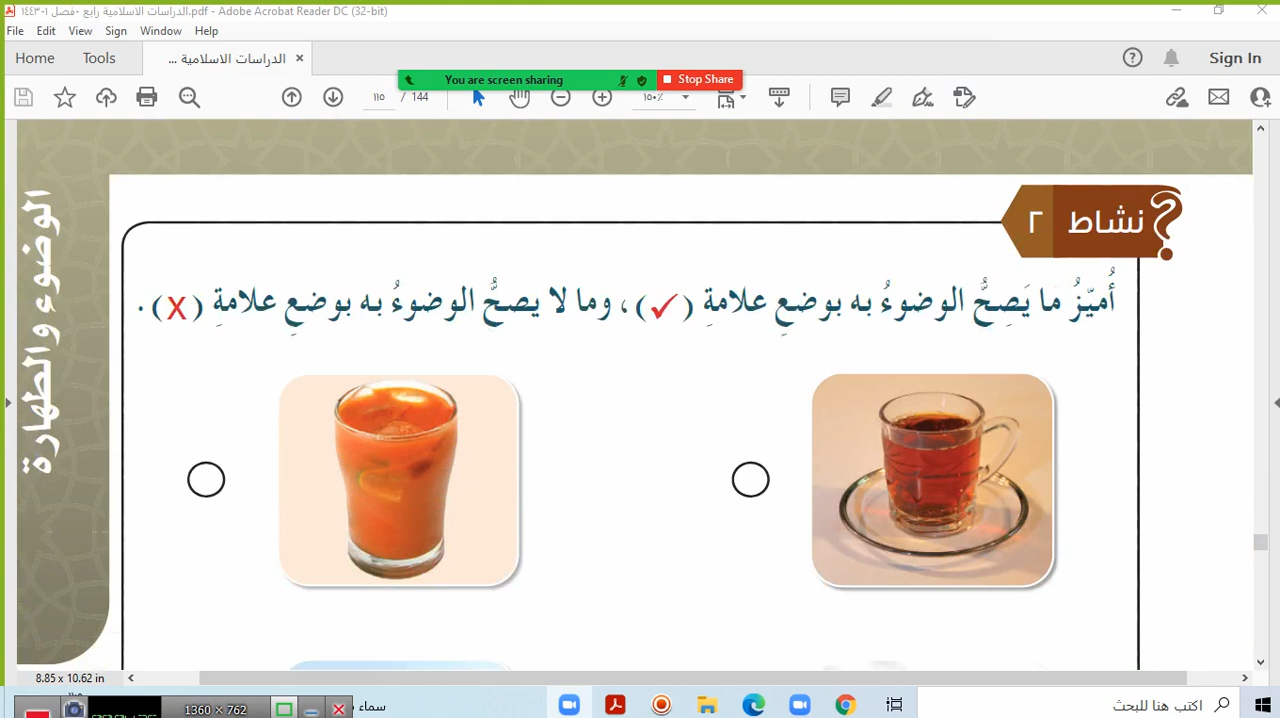 الدراسات الاسلامية رابع -فصل ١-١٤٤٣.pdf - Adobe Acrobat Reader DC (32-bit)
File Edit View Sign Window Help
Home Tools الدراسات الاسلامية ... × Sign In
You are screen sharing Stop Share
١١٥ / 144 ١٥٠٪
نشاط ٢
أُميّزُ ما يَصِحُّ الوضوءُ به بوضعِ علامةِ (✓)، وما لا يصحُّ الوضوءُ به بوضعِ علامةِ (X) .
الوضوء والطهارة
8.85 x 10.62 in
1360 × 762
سماء
اكتب هنا للبحث